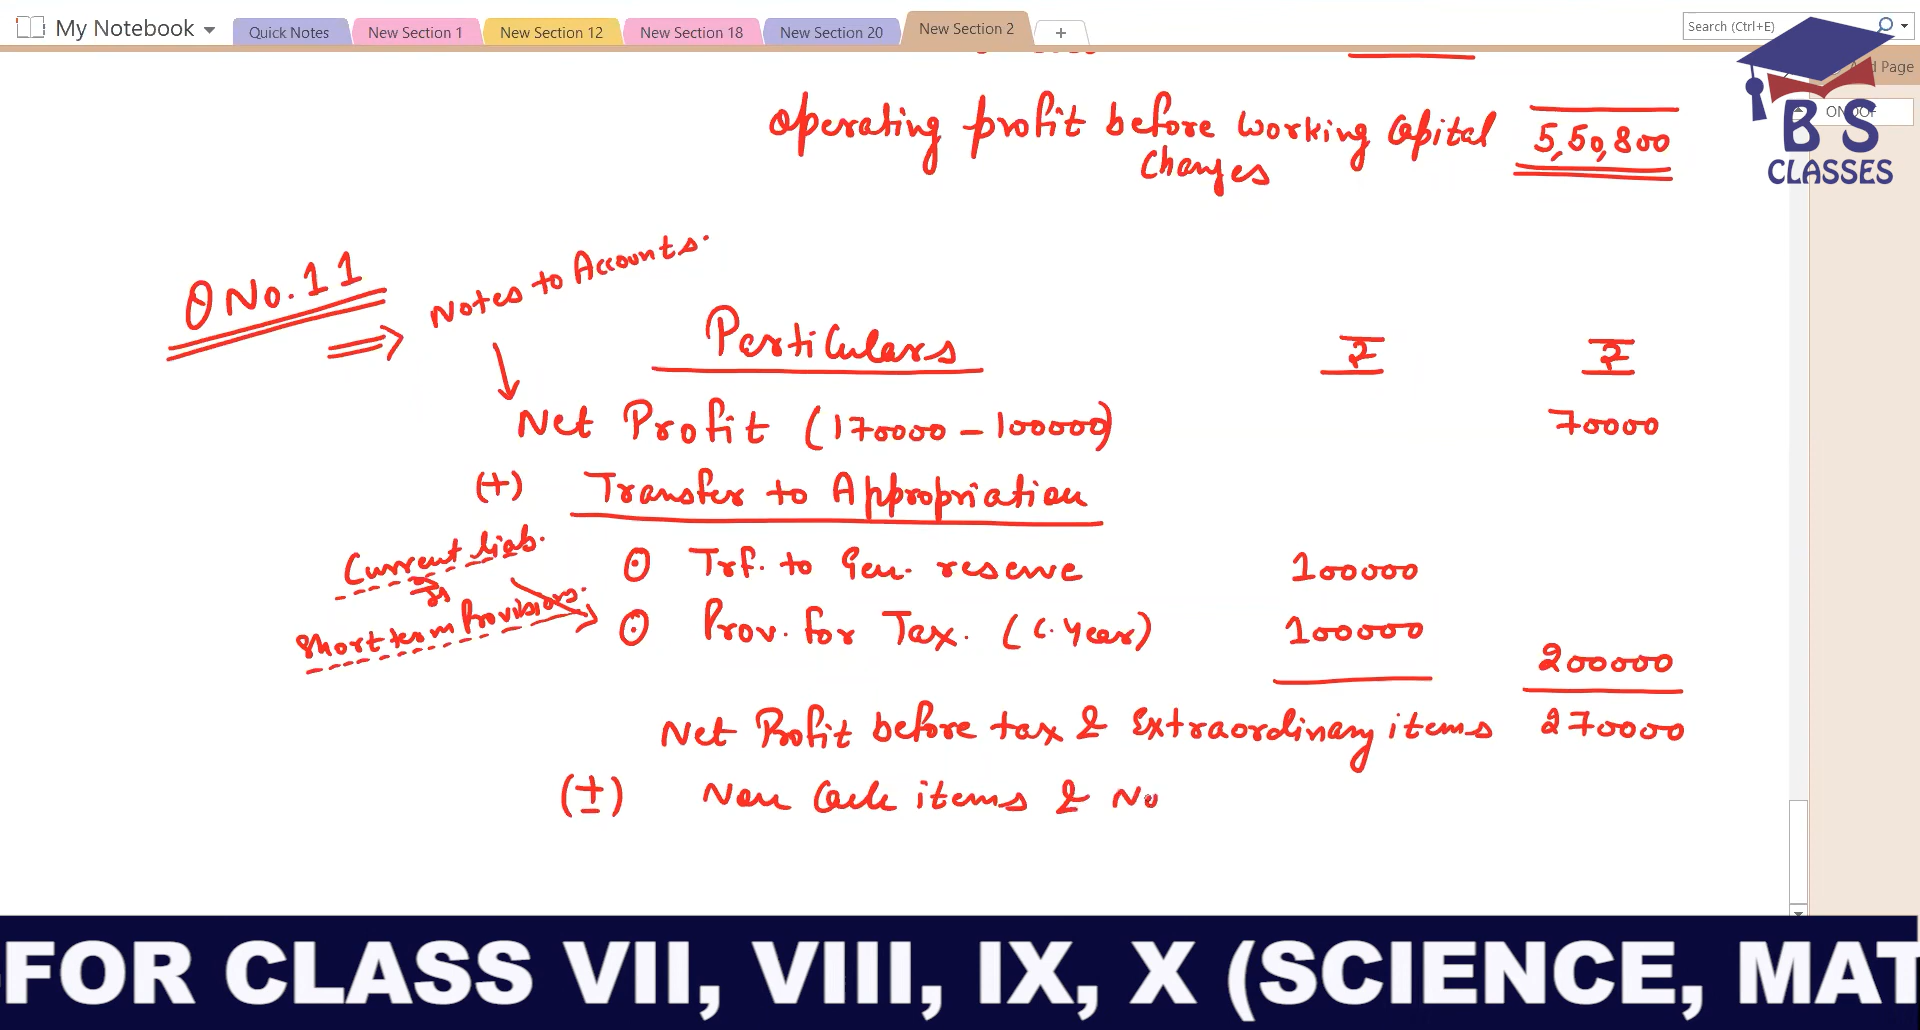 My Notebook
Quick Notes
New Section 1
New Section 12
New Section 18
New Section 20
New Section 2
+
Search (Ctrl+E)
d Page
B S
CLASSES
Operating profit before working Capital 5,50,800
Changes
Q No. 11
Notes to Accounts.
Particulars ₹ ₹
Net Profit (170000 - 100000) 70000
(+) Transfer to Appropriation
Trf. to Gen. reserve 100000
Current liab.
Short term Provisions.
Prov. for Tax. (C. Year) 100000
200000
Net Profit before tax & Extraordinary items 270000
(±) Non Cash items & No
FOR CLASS VII, VIII, IX, X (SCIENCE, MAT